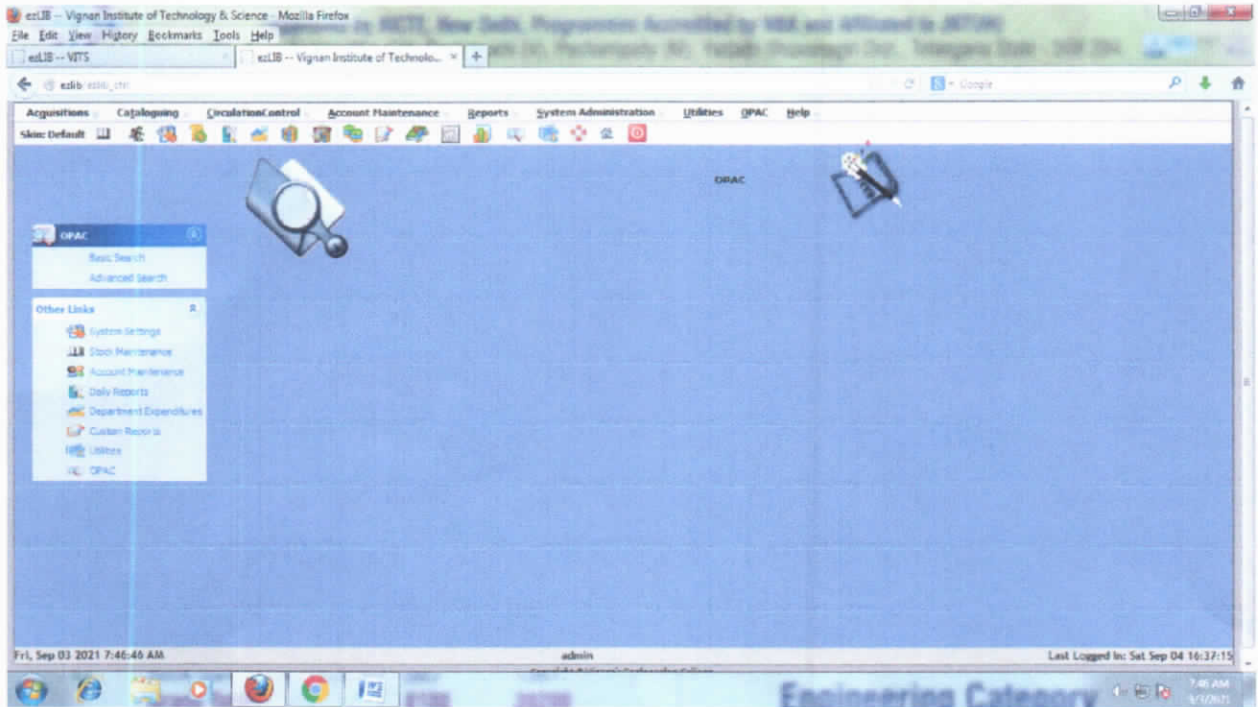 ezLIB -- Vignan Institute of Technology & Science - Mozilla Firefox
File Edit View History Bookmarks Tools Help
ezLIB -- VITS
ezLIB -- Vignan Institute of Technolo... × +
Google
Acquisitions Cataloguing CirculationControl Account Maintenance Reports System Administration Utilities OPAC Help
Skin: Default
OPAC
OPAC
Basic Search
Advanced Search
Other Links
System Settings
Stock Maintenance
Account Maintenance
Daily Reports
Department Expenditures
Custom Reports
Utilities
OPAC
Fri, Sep 03 2021 7:46:46 AM
admin
Last Logged In: Sat Sep 04 16:37:15
Engineering Category
7:46 AM
9/3/2021